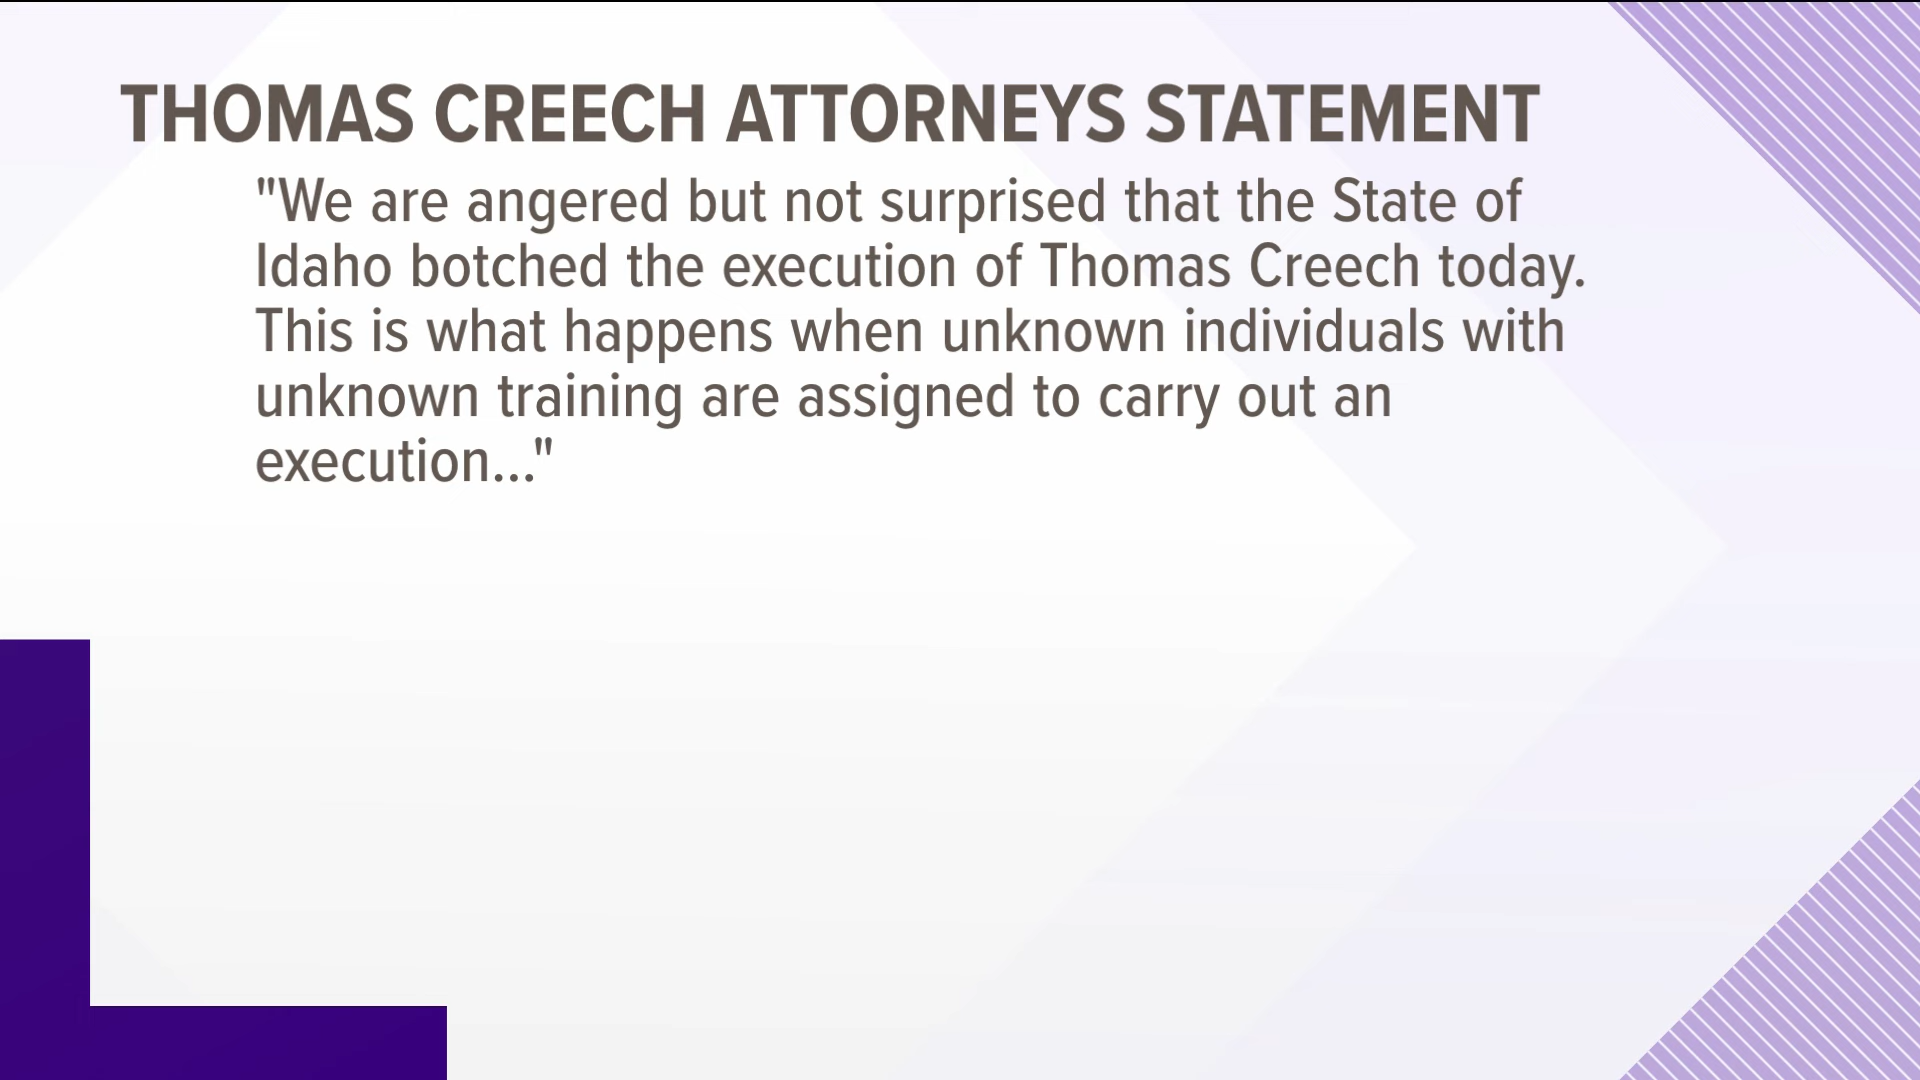 THOMAS CREECH ATTORNEYS STATEMENT
"We are angered but not surprised that the State of
Idaho botched the execution of Thomas Creech today.
This is what happens when unknown individuals with
unknown training are assigned to carry out an
execution..."